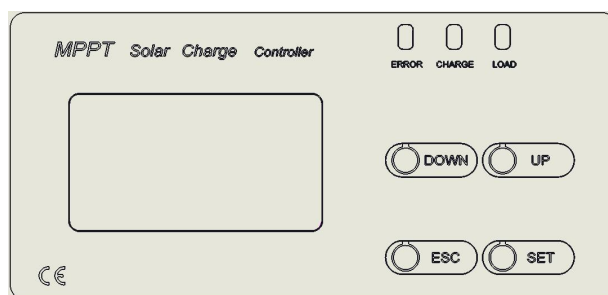 MPPT Solar Charge Controller
ERROR CHARGE LOAD
DOWN UP
ESC SET
CE